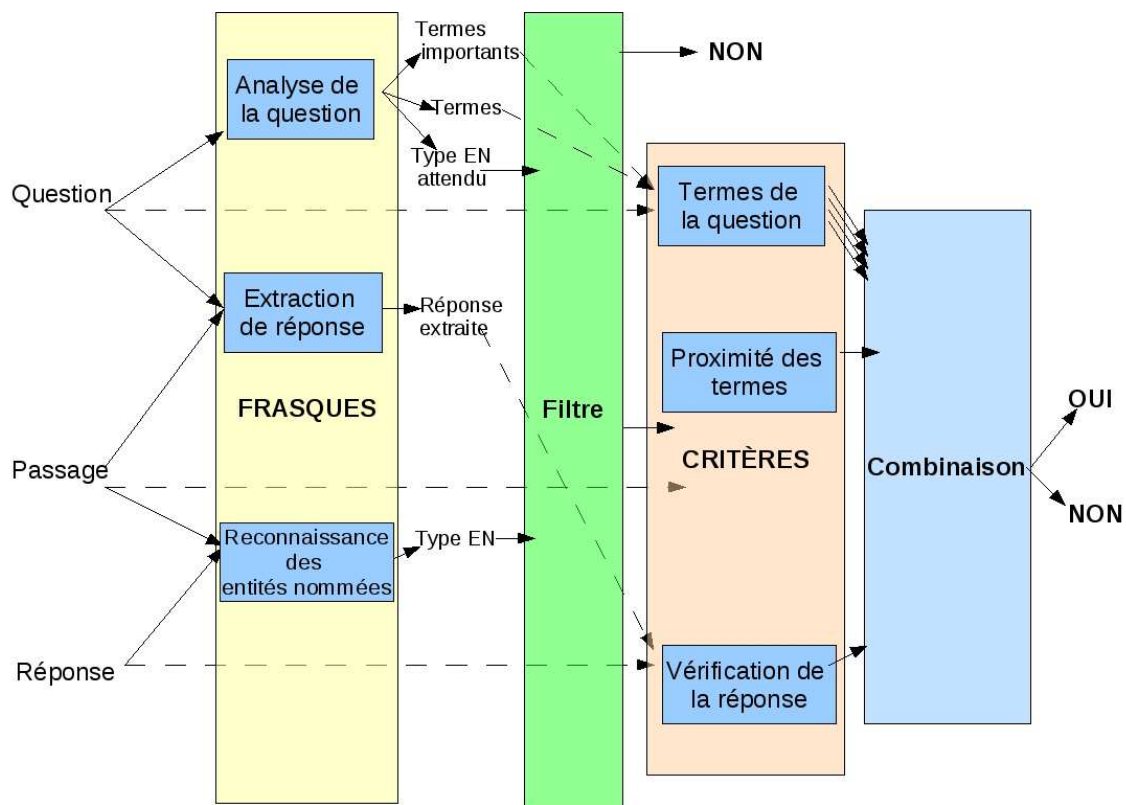 Question
Passage
Réponse
Analyse de
la question
Extraction
de réponse
FRASQUES
Reconnaissance
des
entités nommées
Termes
importants
Termes
Type EN
attendu
Réponse
extraite
Type EN
Filtre
NON
Termes de
la question
Proximité des
termes
CRITÈRES
Vérification de
la réponse
Combinaison
OUI
NON